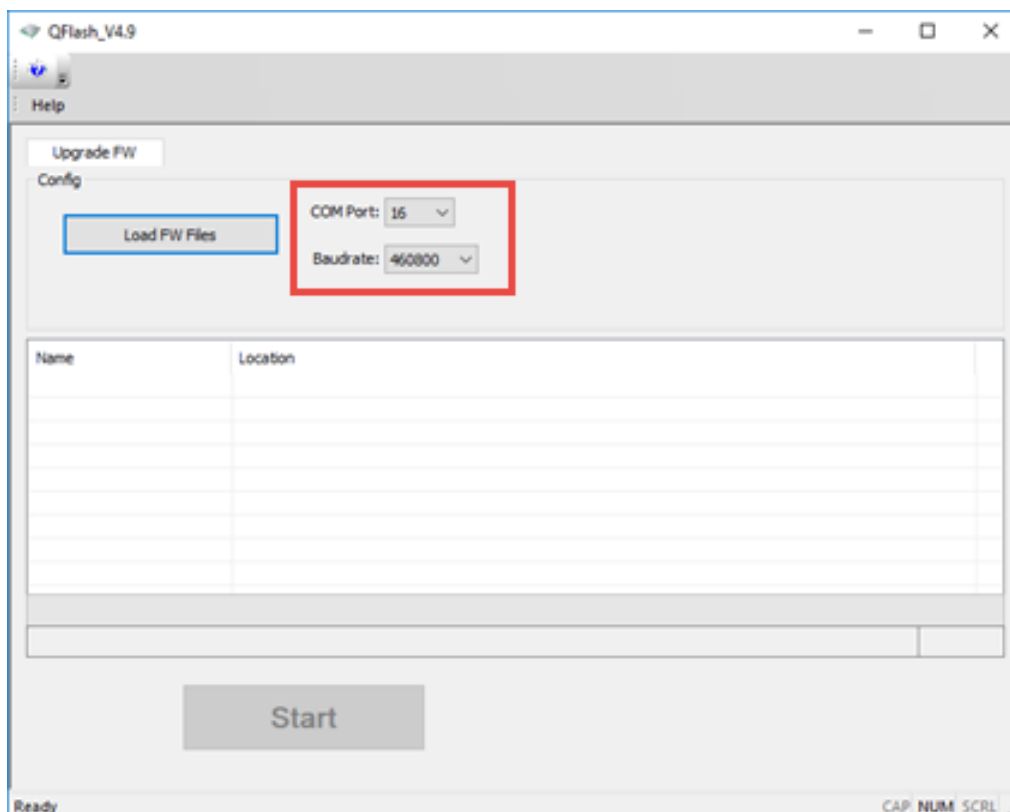 QFlash_V4.9
Help
Upgrade FW
Config
Load FW Files
COM Port: 16
Baudrate: 460800
Name Location
Start
Ready CAP NUM SCRL